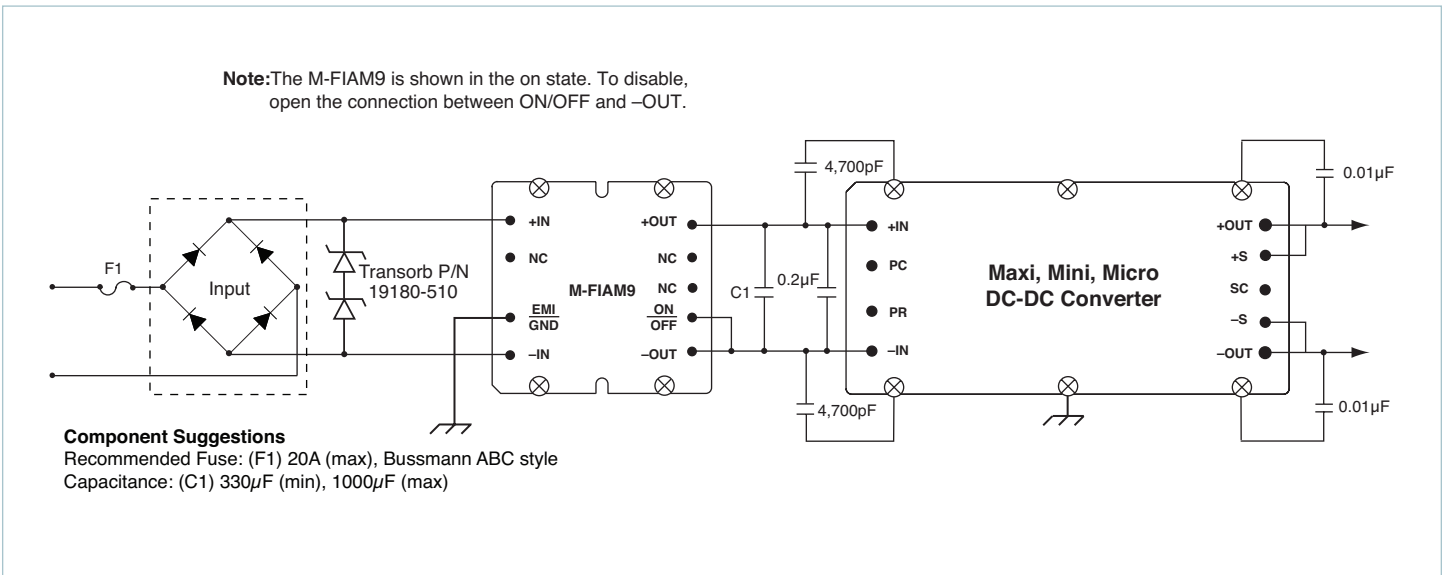 Note:The M-FIAM9 is shown in the on state. To disable,
open the connection between ON/OFF and –OUT.
F1
Input
Transorb P/N
19180-510
+IN
NC
EMI
GND
–IN
M-FIAM9
+OUT
NC
NC
ON
OFF
–OUT
4,700pF
C1
0.2µF
4,700pF
+IN
PC
PR
–IN
Maxi, Mini, Micro
DC-DC Converter
+OUT
+S
SC
–S
–OUT
0.01µF
0.01µF
Component Suggestions
Recommended Fuse: (F1) 20A (max), Bussmann ABC style
Capacitance: (C1) 330µF (min), 1000µF (max)